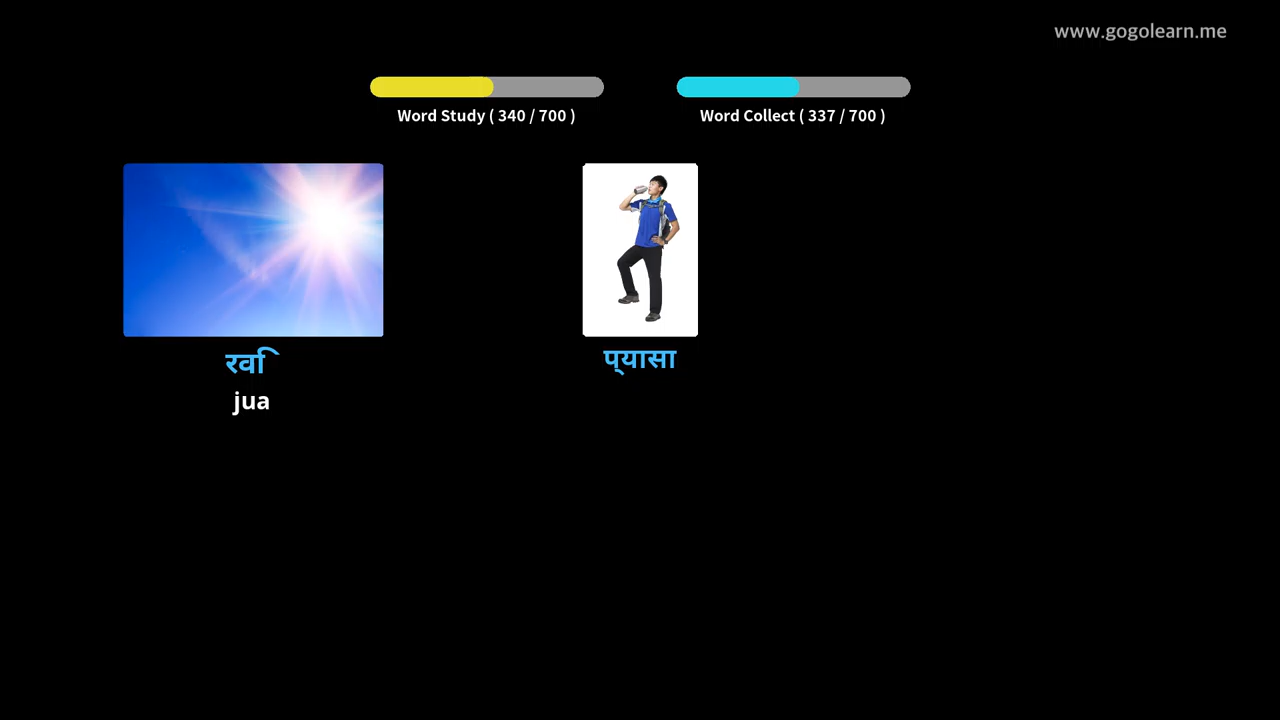 www.gogolearn.me
Word Study ( 340 / 700 )
Word Collect ( 337 / 700 )
रवि
jua
प्यासा